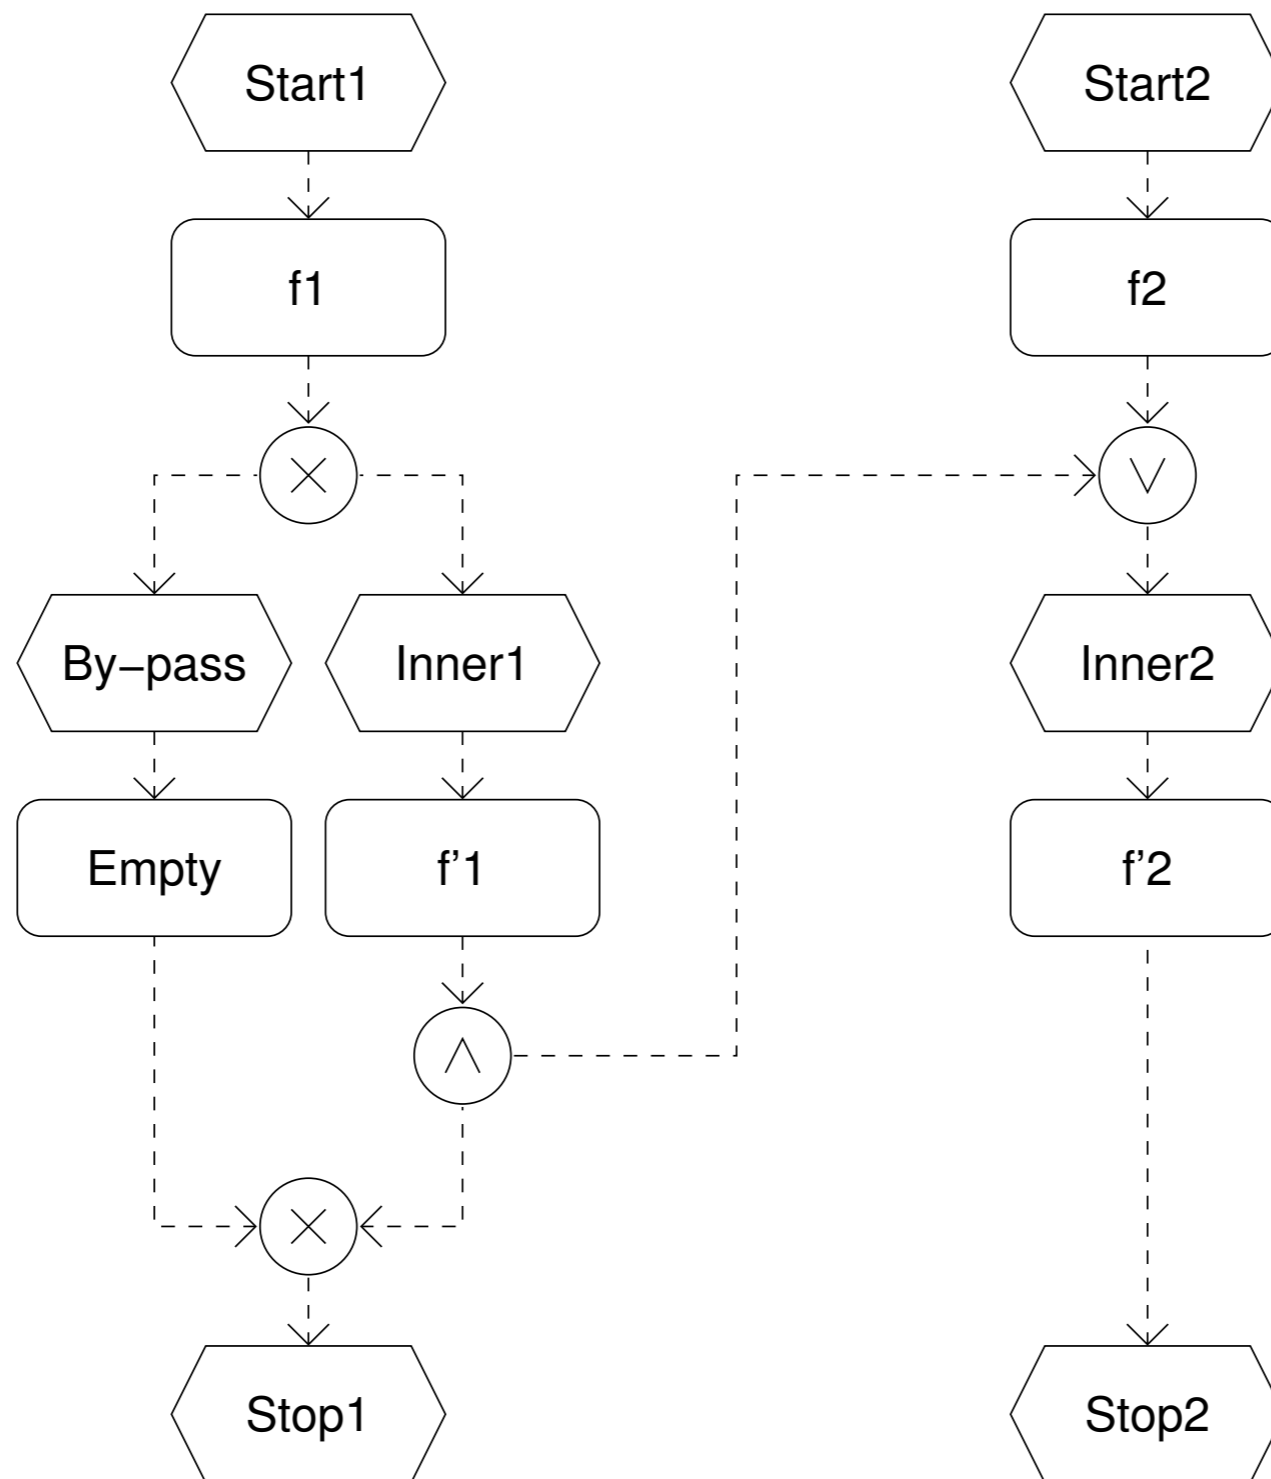 Start1
Start2
f1
f2
By–pass
Inner1
Inner2
Empty
f’1
f’2
Stop1
Stop2